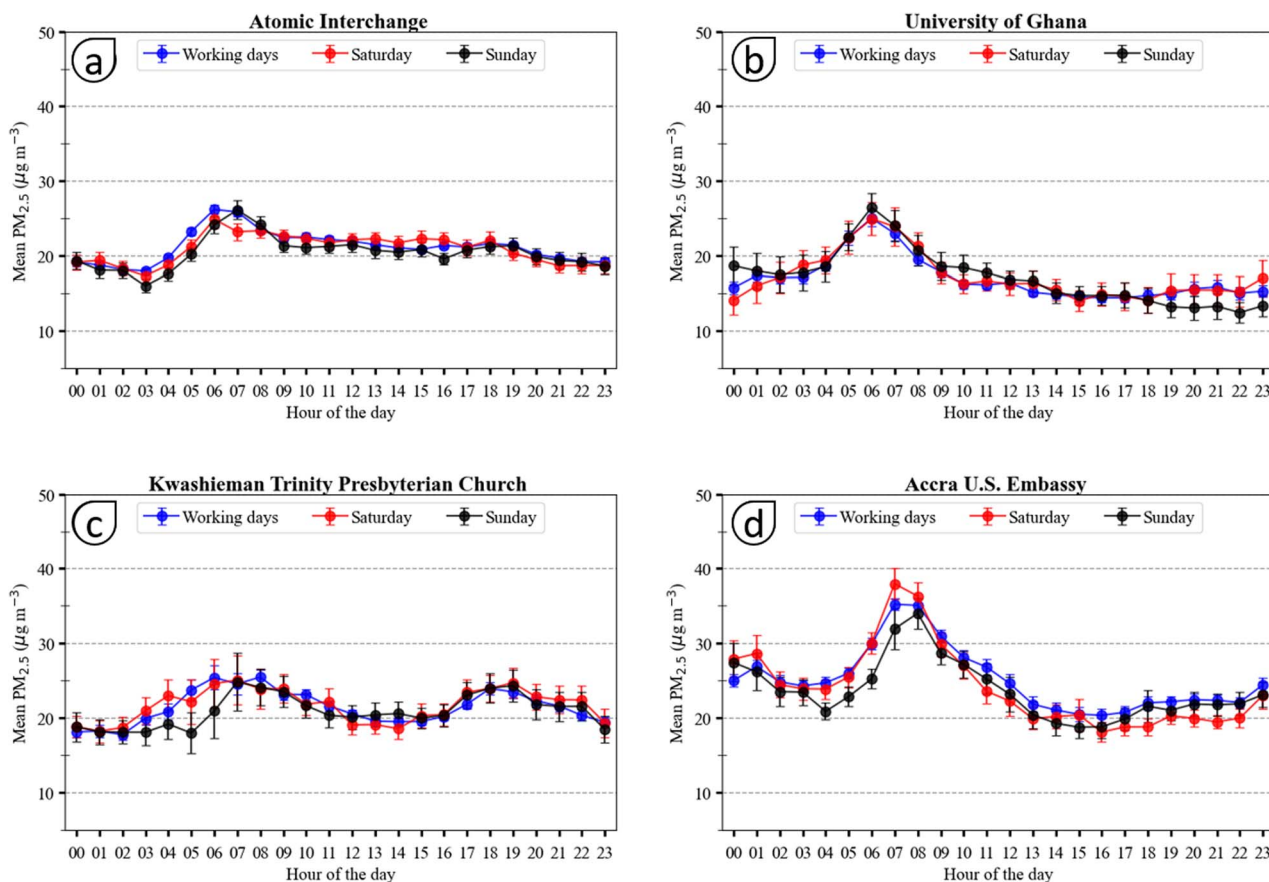 Atomic Interchange
a
Working days Saturday Sunday
50
40
30
20
10
Mean PM2.5 (μg m−3)
00 01 02 03 04 05 06 07 08 09 10 11 12 13 14 15 16 17 18 19 20 21 22 23
Hour of the day
University of Ghana
b
Working days Saturday Sunday
50
40
30
20
10
Mean PM2.5 (μg m−3)
00 01 02 03 04 05 06 07 08 09 10 11 12 13 14 15 16 17 18 19 20 21 22 23
Hour of the day
Kwashieman Trinity Presbyterian Church
c
Working days Saturday Sunday
50
40
30
20
10
Mean PM2.5 (μg m−3)
00 01 02 03 04 05 06 07 08 09 10 11 12 13 14 15 16 17 18 19 20 21 22 23
Hour of the day
Accra U.S. Embassy
d
Working days Saturday Sunday
50
40
30
20
10
Mean PM2.5 (μg m−3)
00 01 02 03 04 05 06 07 08 09 10 11 12 13 14 15 16 17 18 19 20 21 22 23
Hour of the day